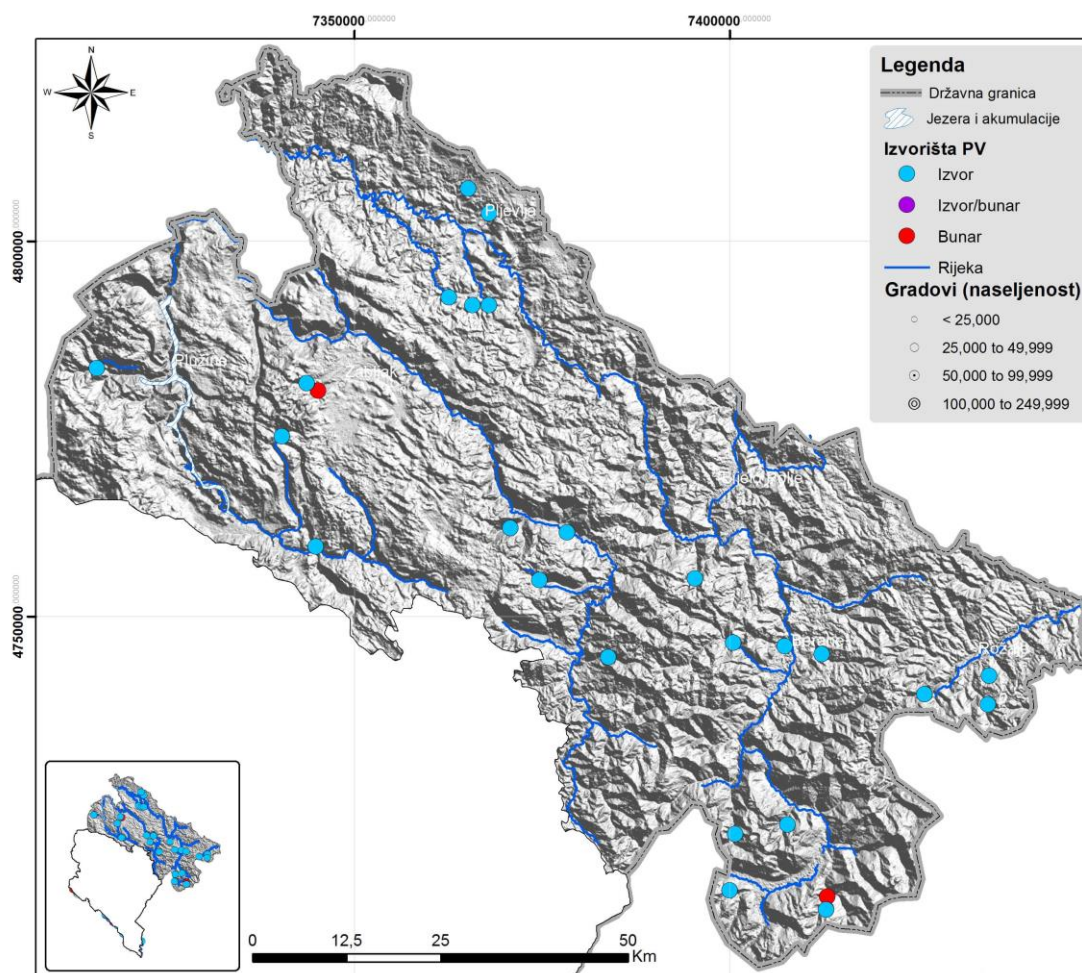 7350000,000000
7400000,000000
N
W
E
S
Legenda
Državna granica
Jezera i akumulacije
Izvorišta PV
Izvor
Izvor/bunar
Bunar
Rijeka
Gradovi (naseljenost)
< 25,000
25,000 to 49,999
50,000 to 99,999
100,000 to 249,999
4800000,000000
Pljevlja
Plužine
Žabljak
4750000,000000
Berane
Rožaje
0
12,5
25
50
Km